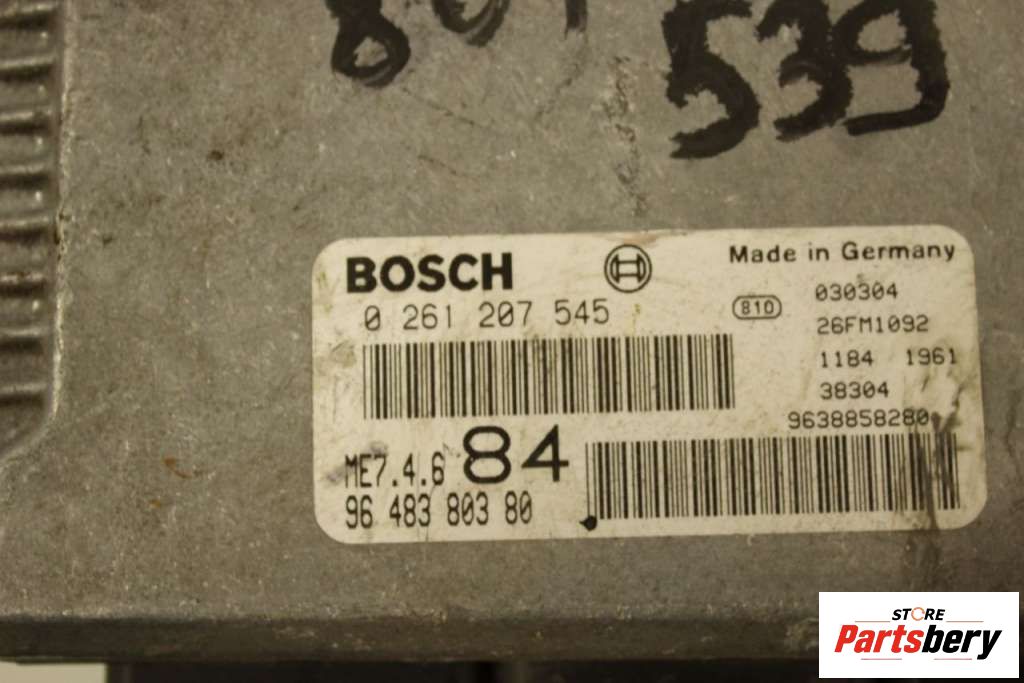 539
BOSCH
Made in Germany
0 261 207 545
810
030304
26FM1092
1184 1961
38304
9638858280
ME7.4.6 84
96 483 803 80
STORE
Partsbery